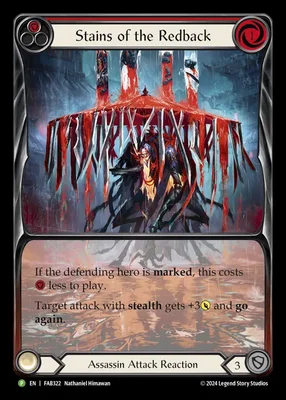 Stains of the Redback
If the defending hero is marked, this costs
less to play.
Target attack with stealth gets +3 and go
again.
Assassin Attack Reaction
3
EN | FAB322 Nathaniel Himawan
© 2024 Legend Story Studios